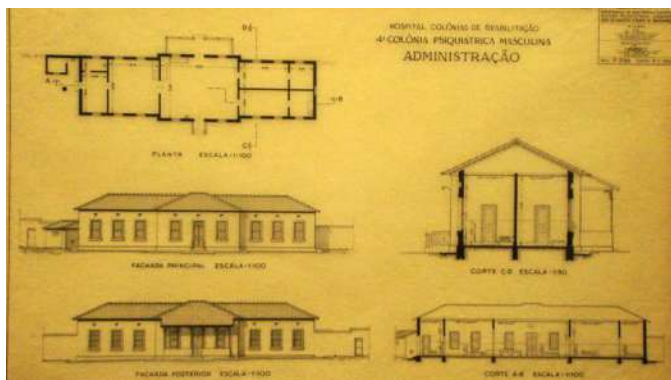 HOSPITAL COLÔNIAS DE REABILITAÇÃO
4ª COLÔNIA PSIQUIÁTRICA MASCULINA
ADMINISTRAÇÃO
PLANTA ESCALA-1:100
FACHADA PRINCIPAL ESCALA-1:100
CORTE C-D ESCALA-1:50
FACHADA POSTERIOR ESCALA-1:100
CORTE A-B ESCALA-1:100